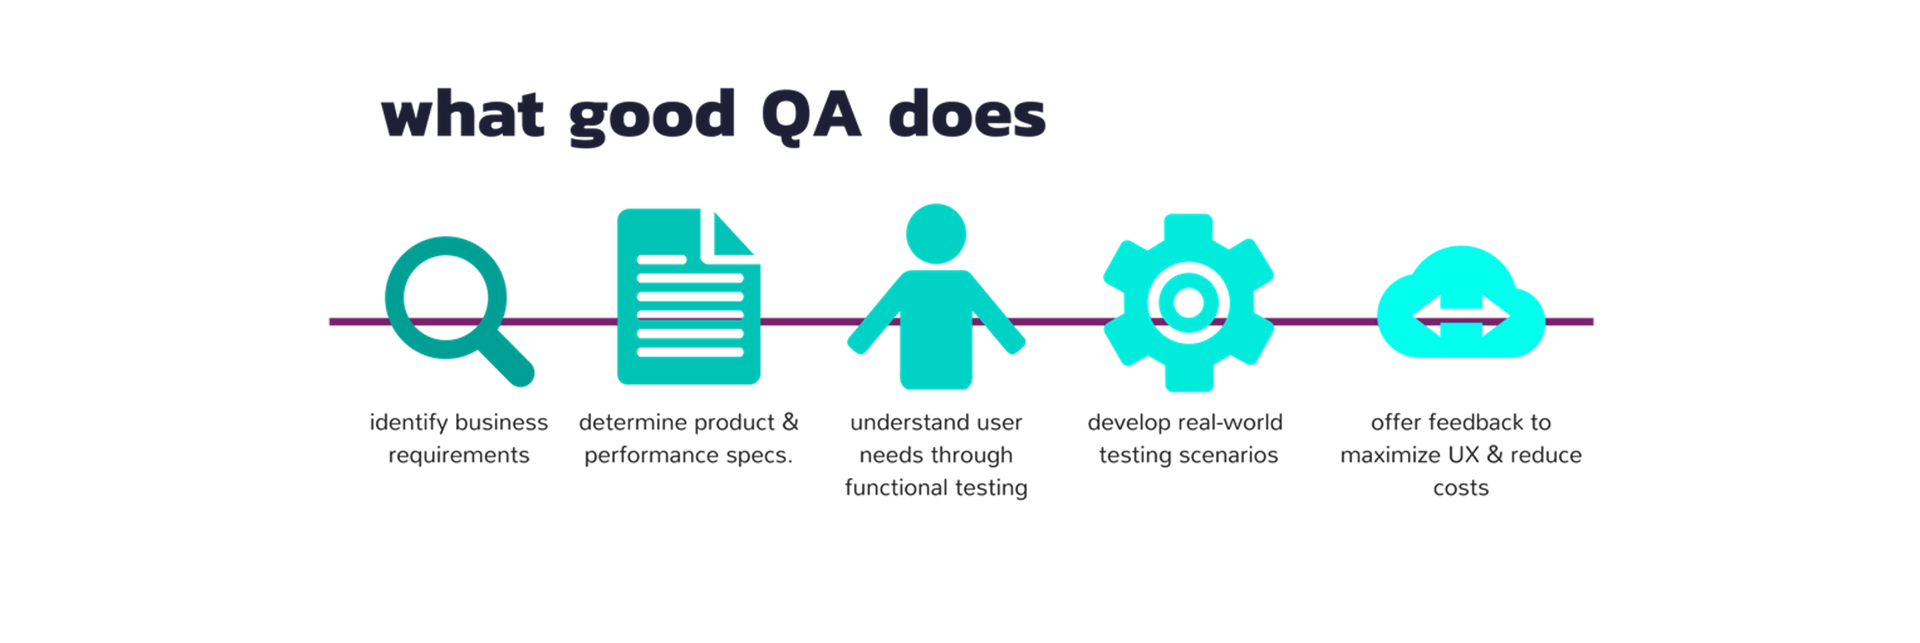 what good QA does
identify business
requirements
determine product &
performance specs.
understand user
needs through
functional testing
develop real-world
testing scenarios
offer feedback to
maximize UX & reduce
costs